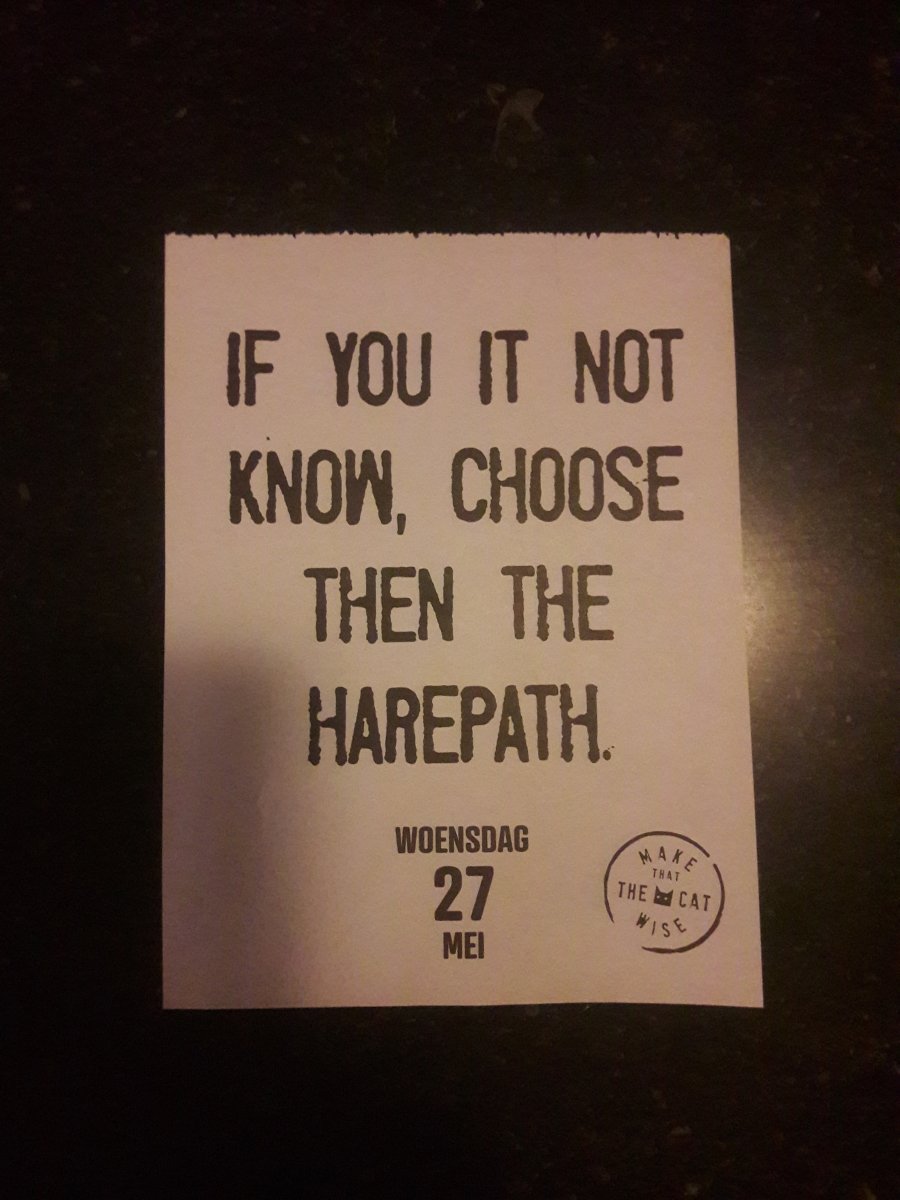 IF YOU IT NOT
KNOW, CHOOSE
THEN THE
HAREPATH.
WOENSDAG
27
MEI
MAKE
THAT
THE CAT
WISE